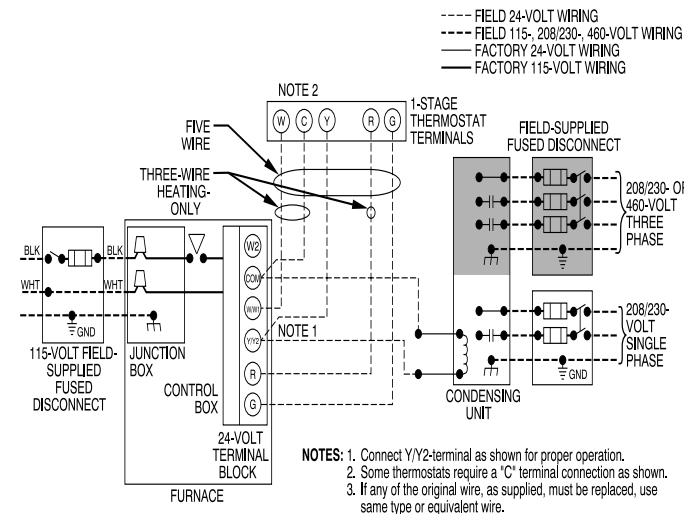 FIELD 24-VOLT WIRING
FIELD 115-, 208/230-, 460-VOLT WIRING
FACTORY 24-VOLT WIRING
FACTORY 115-VOLT WIRING
NOTE 2
W C Y R G
1-STAGE
THERMOSTAT
TERMINALS
FIVE
WIRE
THREE-WIRE
HEATING-
ONLY
FIELD-SUPPLIED
FUSED DISCONNECT
208/230- OR
460-VOLT
THREE
PHASE
BLK
BLK
WHT
WHT
GND
W2
COM
W/W1
Y/Y2
R
G
NOTE 1
115-VOLT FIELD-
SUPPLIED
FUSED
DISCONNECT
JUNCTION
BOX
CONTROL
BOX
24-VOLT
TERMINAL
BLOCK
FURNACE
CONDENSING
UNIT
208/230-
VOLT
SINGLE
PHASE
GND
NOTES: 1. Connect Y/Y2-terminal as shown for proper operation.
2. Some thermostats require a "C" terminal connection as shown.
3. If any of the original wire, as supplied, must be replaced, use
same type or equivalent wire.